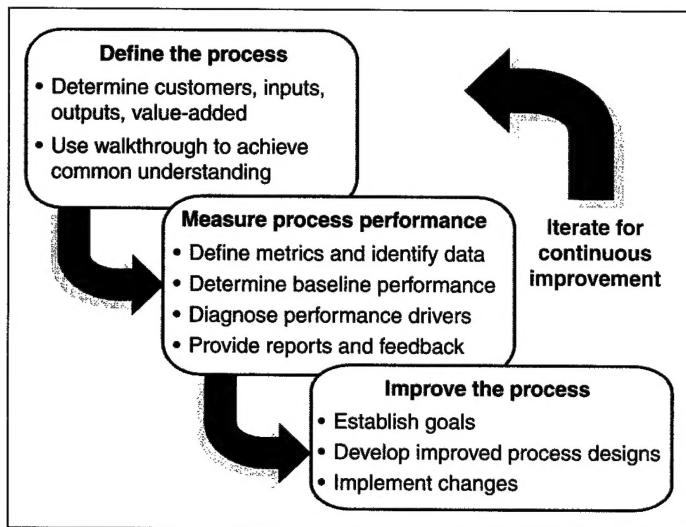 Define the process
• Determine customers, inputs,
outputs, value-added
• Use walkthrough to achieve
common understanding
Measure process performance
• Define metrics and identify data
• Determine baseline performance
• Diagnose performance drivers
• Provide reports and feedback
Iterate for
continuous
improvement
Improve the process
• Establish goals
• Develop improved process designs
• Implement changes